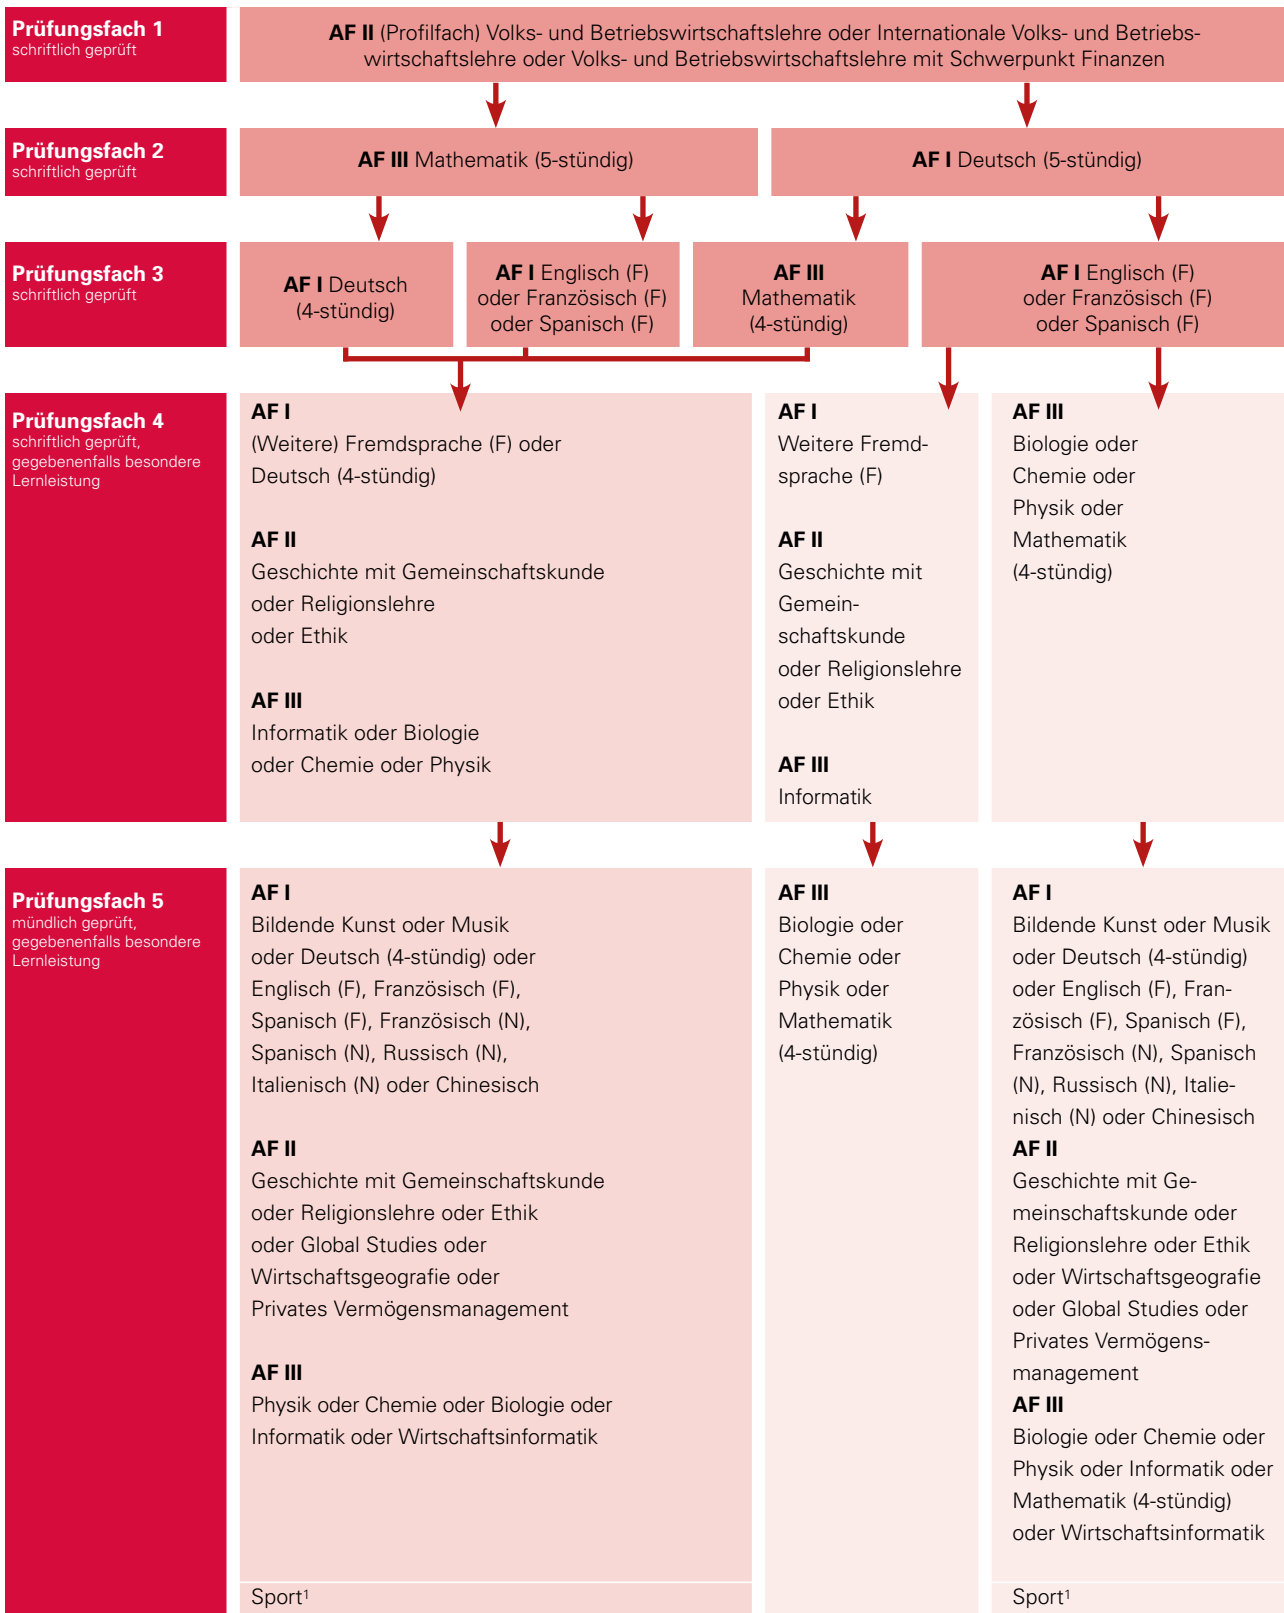 Prüfungsfach 1
schriftlich geprüft
AF II (Profilfach) Volks- und Betriebswirtschaftslehre oder Internationale Volks- und Betriebs-
wirtschaftslehre oder Volks- und Betriebswirtschaftslehre mit Schwerpunkt Finanzen
Prüfungsfach 2
schriftlich geprüft
AF III Mathematik (5-stündig)
AF I Deutsch (5-stündig)
Prüfungsfach 3
schriftlich geprüft
AF I Deutsch
(4-stündig)
AF I Englisch (F)
oder Französisch (F)
oder Spanisch (F)
AF III
Mathematik
(4-stündig)
AF I Englisch (F)
oder Französisch (F)
oder Spanisch (F)
Prüfungsfach 4
schriftlich geprüft,
gegebenenfalls besondere
Lernleistung
AF I
(Weitere) Fremdsprache (F) oder
Deutsch (4-stündig)
AF II
Geschichte mit Gemeinschaftskunde
oder Religionslehre
oder Ethik
AF III
Informatik oder Biologie
oder Chemie oder Physik
AF I
Weitere Fremd-
sprache (F)
AF II
Geschichte mit
Gemein-
schaftskunde
oder Religionslehre
oder Ethik
AF III
Informatik
AF III
Biologie oder
Chemie oder
Physik oder
Mathematik
(4-stündig)
Prüfungsfach 5
mündlich geprüft,
gegebenenfalls besondere
Lernleistung
AF I
Bildende Kunst oder Musik
oder Deutsch (4-stündig) oder
Englisch (F), Französisch (F),
Spanisch (F), Französisch (N),
Spanisch (N), Russisch (N),
Italienisch (N) oder Chinesisch
AF II
Geschichte mit Gemeinschaftskunde
oder Religionslehre oder Ethik
oder Global Studies oder
Wirtschaftsgeografie oder
Privates Vermögensmanagement
AF III
Physik oder Chemie oder Biologie oder
Informatik oder Wirtschaftsinformatik
Sport¹
AF III
Biologie oder
Chemie oder
Physik oder
Mathematik
(4-stündig)
AF I
Bildende Kunst oder Musik
oder Deutsch (4-stündig)
oder Englisch (F), Fran-
zösisch (F), Spanisch (F),
Französisch (N), Spanisch
(N), Russisch (N), Italie-
nisch (N) oder Chinesisch
AF II
Geschichte mit Ge-
meinschaftskunde oder
Religionslehre oder Ethik
oder Wirtschaftsgeografie
oder Global Studies oder
Privates Vermögens-
management
AF III
Biologie oder Chemie oder
Physik oder Informatik oder
Mathematik (4-stündig)
oder Wirtschaftsinformatik
Sport¹